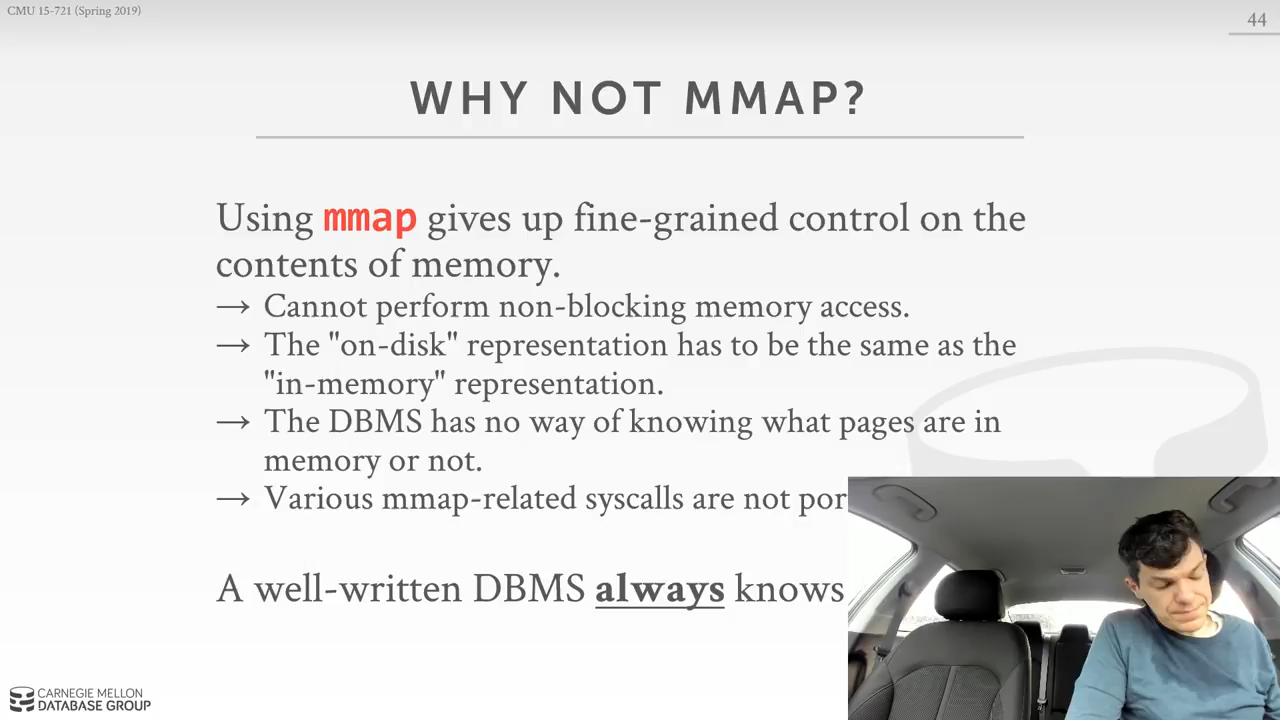 CMU 15-721 (Spring 2019)
44
WHY NOT MMAP?
Using mmap gives up fine-grained control on the
contents of memory.
→ Cannot perform non-blocking memory access.
→ The "on-disk" representation has to be the same as the
"in-memory" representation.
→ The DBMS has no way of knowing what pages are in
memory or not.
→ Various mmap-related syscalls are not por
A well-written DBMS always knows
CARNEGIE MELLON
DATABASE GROUP